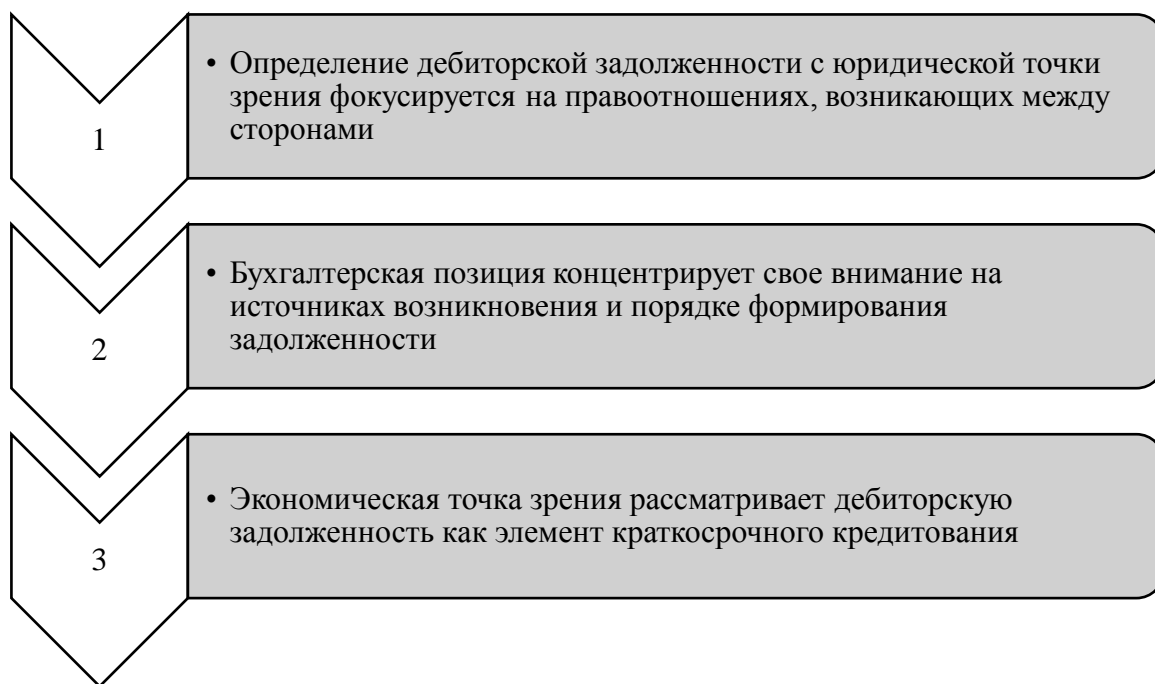 1
• Определение дебиторской задолженности с юридической точки
зрения фокусируется на правоотношениях, возникающих между
сторонами
2
• Бухгалтерская позиция концентрирует свое внимание на
источниках возникновения и порядке формирования
задолженности
3
• Экономическая точка зрения рассматривает дебиторскую
задолженность как элемент краткосрочного кредитования